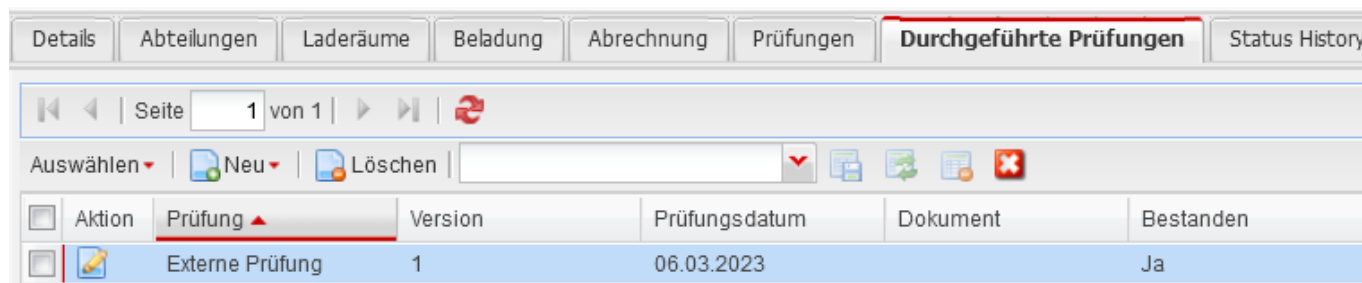 Details Abteilungen Laderäume Beladung Abrechnung Prüfungen Durchgeführte Prüfungen Status History
Seite 1 von 1
Auswählen Neu Löschen
Aktion Prüfung Version Prüfungsdatum Dokument Bestanden
Externe Prüfung 1 06.03.2023 Ja